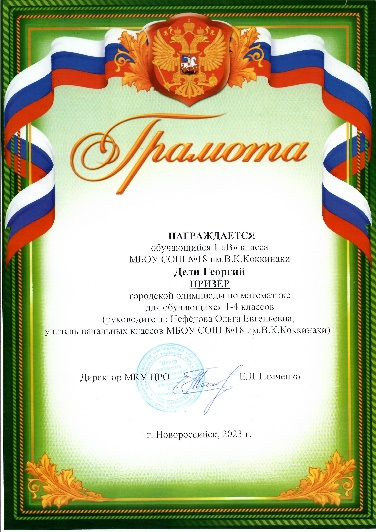 Грамота
НАГРАЖДАЕТСЯ
обучающийся 1 «В» класса
МБОУ СОШ №18 им.В.К.Коккинаки
Дели Георгий
ПРИЗЕР
городской олимпиады по математике
для обучающихся 1-4 классов
(руководитель: Нефёдова Ольга Евгеньевна,
учитель начальных классов МБОУ СОШ №18 им.В.К.Коккинаки)
Директор МКУ ЦРО Е.Л.Тимченко
г. Новороссийск, 2023 г.